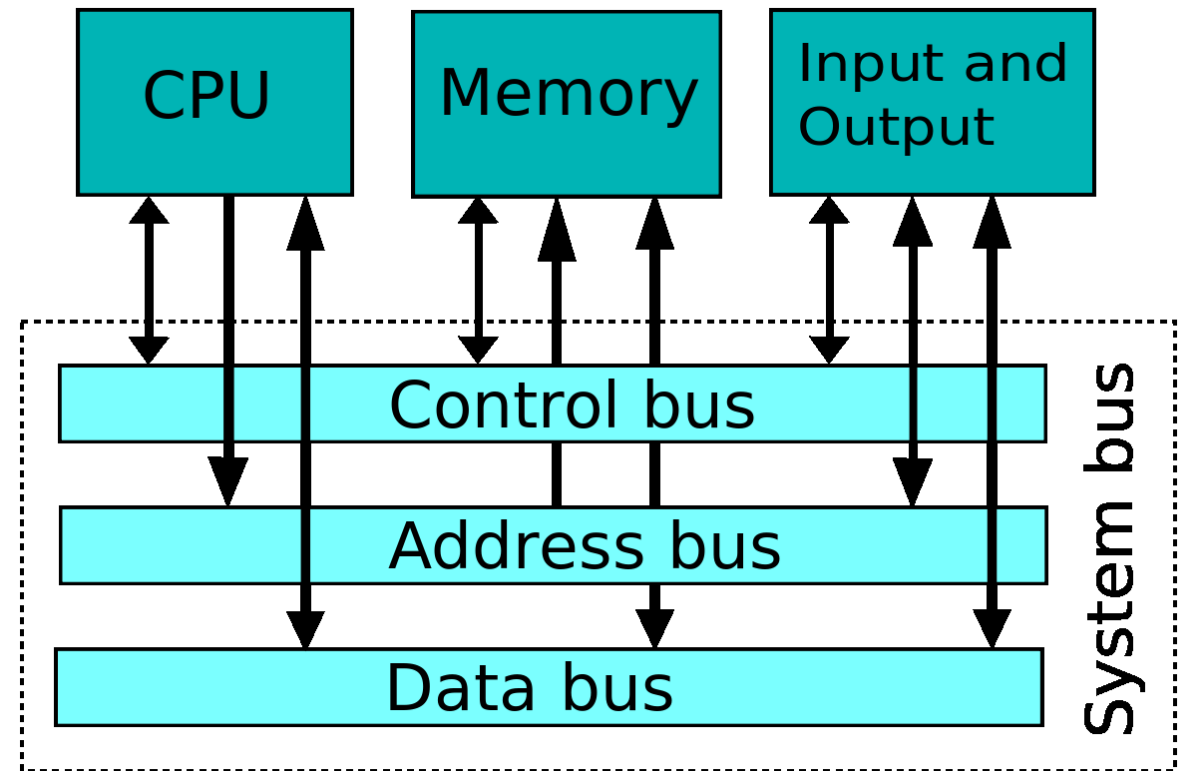 CPU
Memory
Input and
Output
Control bus
Address bus
Data bus
System bus